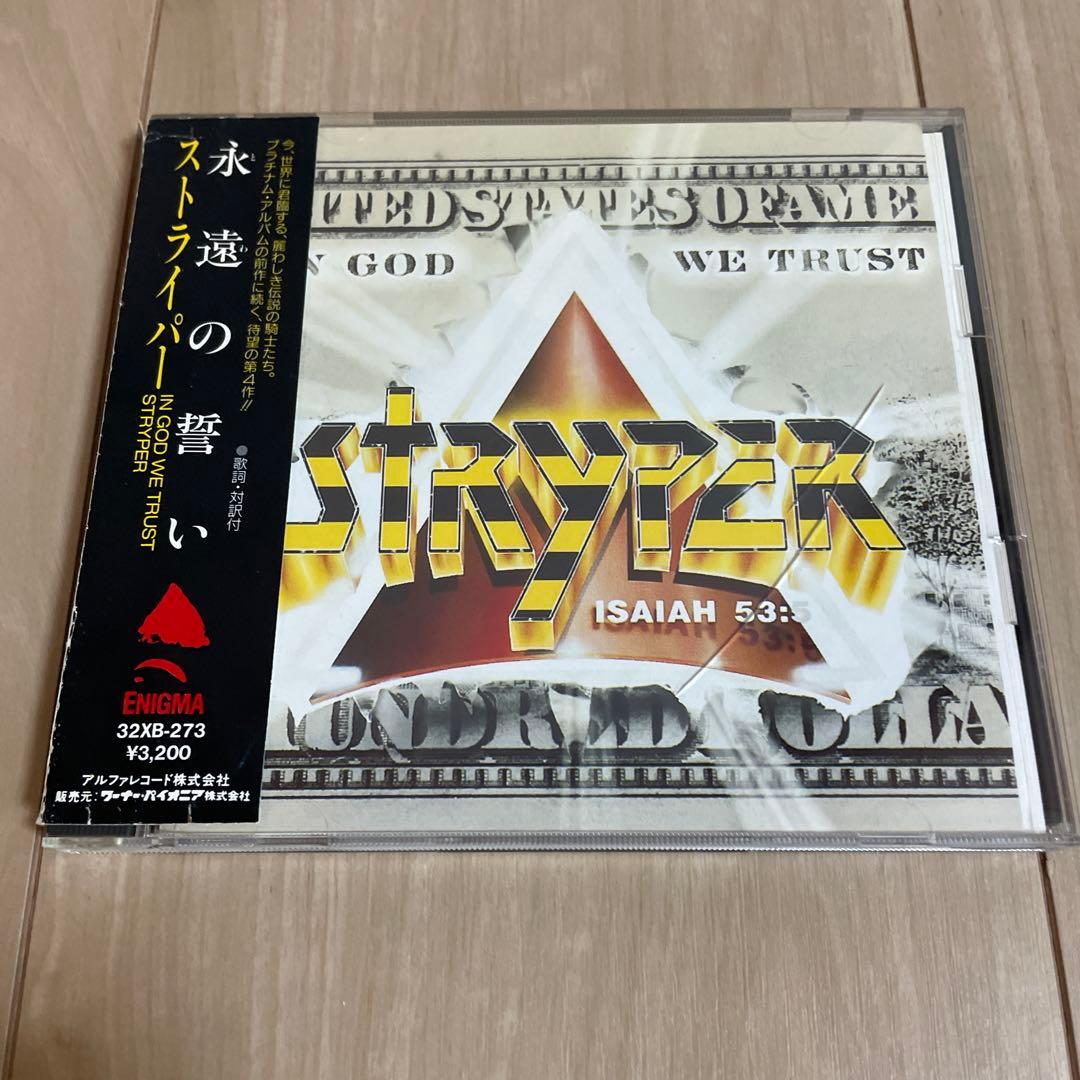 今、世界に君臨する、麗わしき伝説の騎士たち。
プラチナム・アルバムの前作に続く、待望の第4作!!
永遠の誓い
とわ
ストライパー
IN GOD WE TRUST
STRYPER
●歌詞・対訳付
ENIGMA
32XB-273
¥3,200
アルファレコード株式会社
販売元:ワーナー・パイオニア株式会社
ITED STATES OF AME
N GOD WE TRUST
STRYPER
ISAIAH 53:5
UNDRED DOLLA